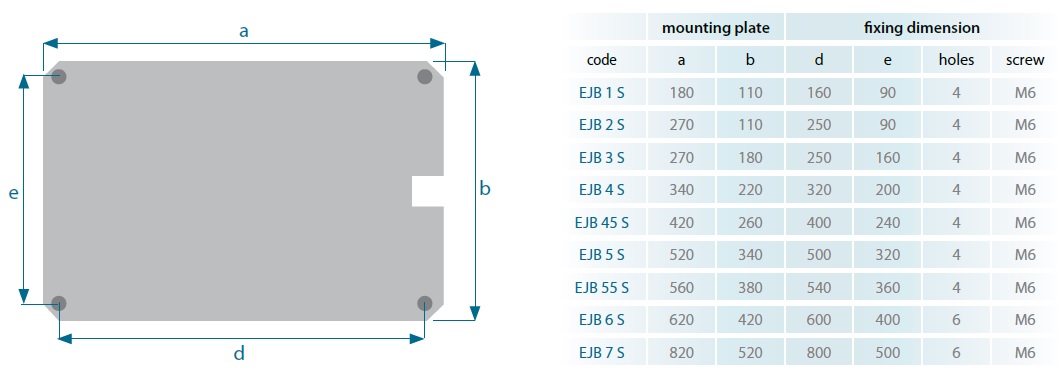 a
e
b
d
mounting plate fixing dimension
code a b d e holes screw
EJB 1 S 180 110 160 90 4 M6
EJB 2 S 270 110 250 90 4 M6
EJB 3 S 270 180 250 160 4 M6
EJB 4 S 340 220 320 200 4 M6
EJB 45 S 420 260 400 240 4 M6
EJB 5 S 520 340 500 320 4 M6
EJB 55 S 560 380 540 360 4 M6
EJB 6 S 620 420 600 400 6 M6
EJB 7 S 820 520 800 500 6 M6